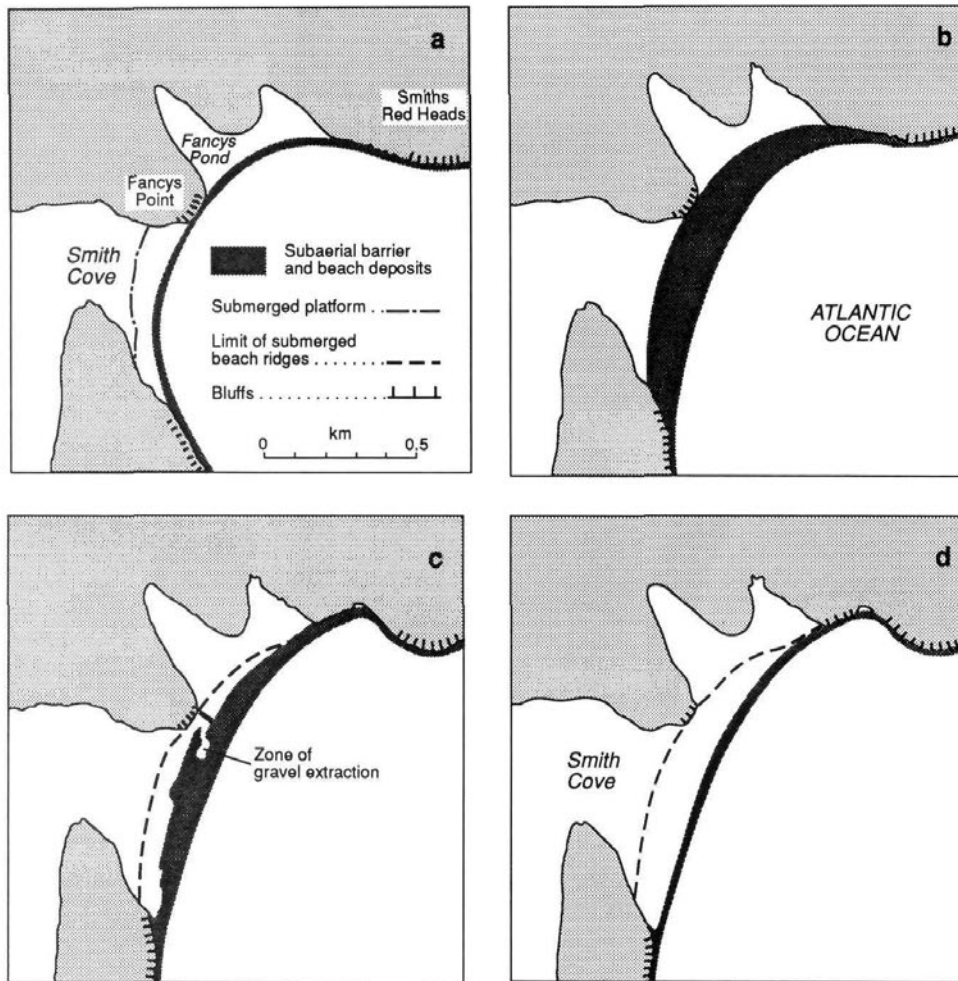 a
Smiths
Red Heads
Fancys
Pond
Fancys
Point
Smith
Cove
Subaerial barrier
and beach deposits
Submerged platform . .
Limit of submerged
beach ridges . . . . . . .
Bluffs . . . . . . . . . . . . .
km
0 0.5
b
ATLANTIC
OCEAN
c
Zone of
gravel extraction
d
Smith
Cove